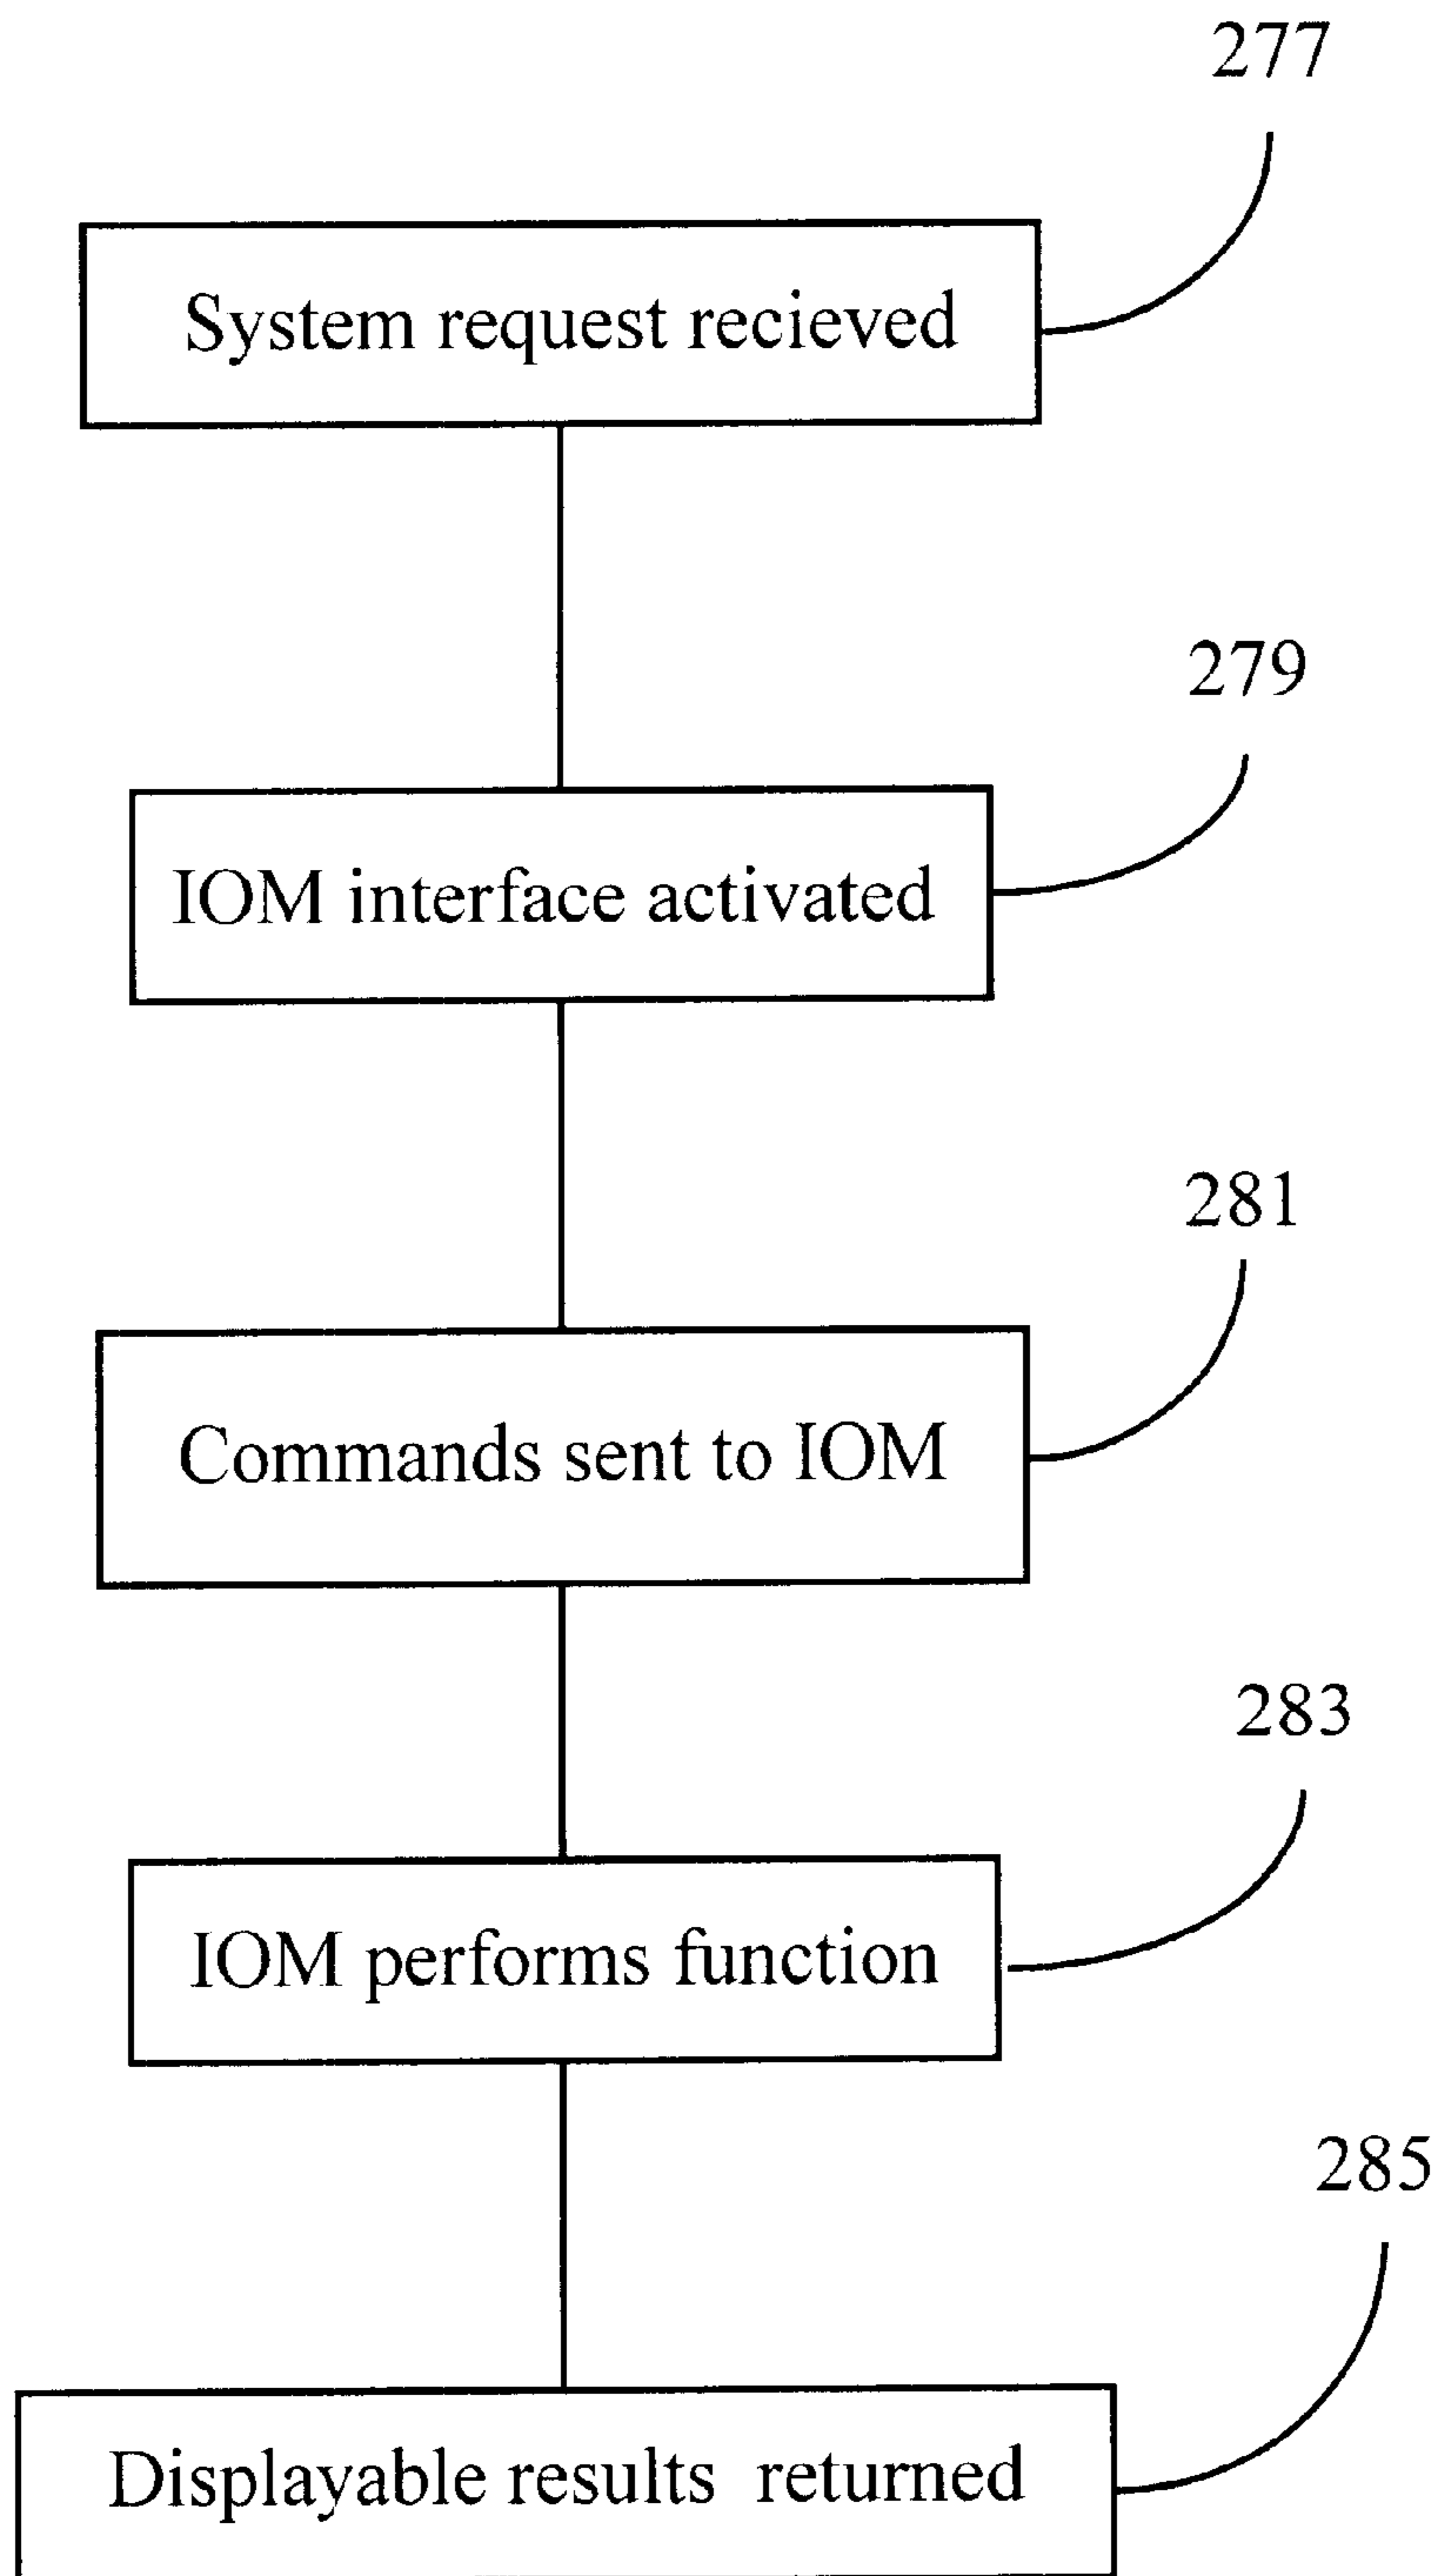 277
System request recieved
279
IOM interface activated
281
Commands sent to IOM
283
IOM performs function
285
Displayable results returned